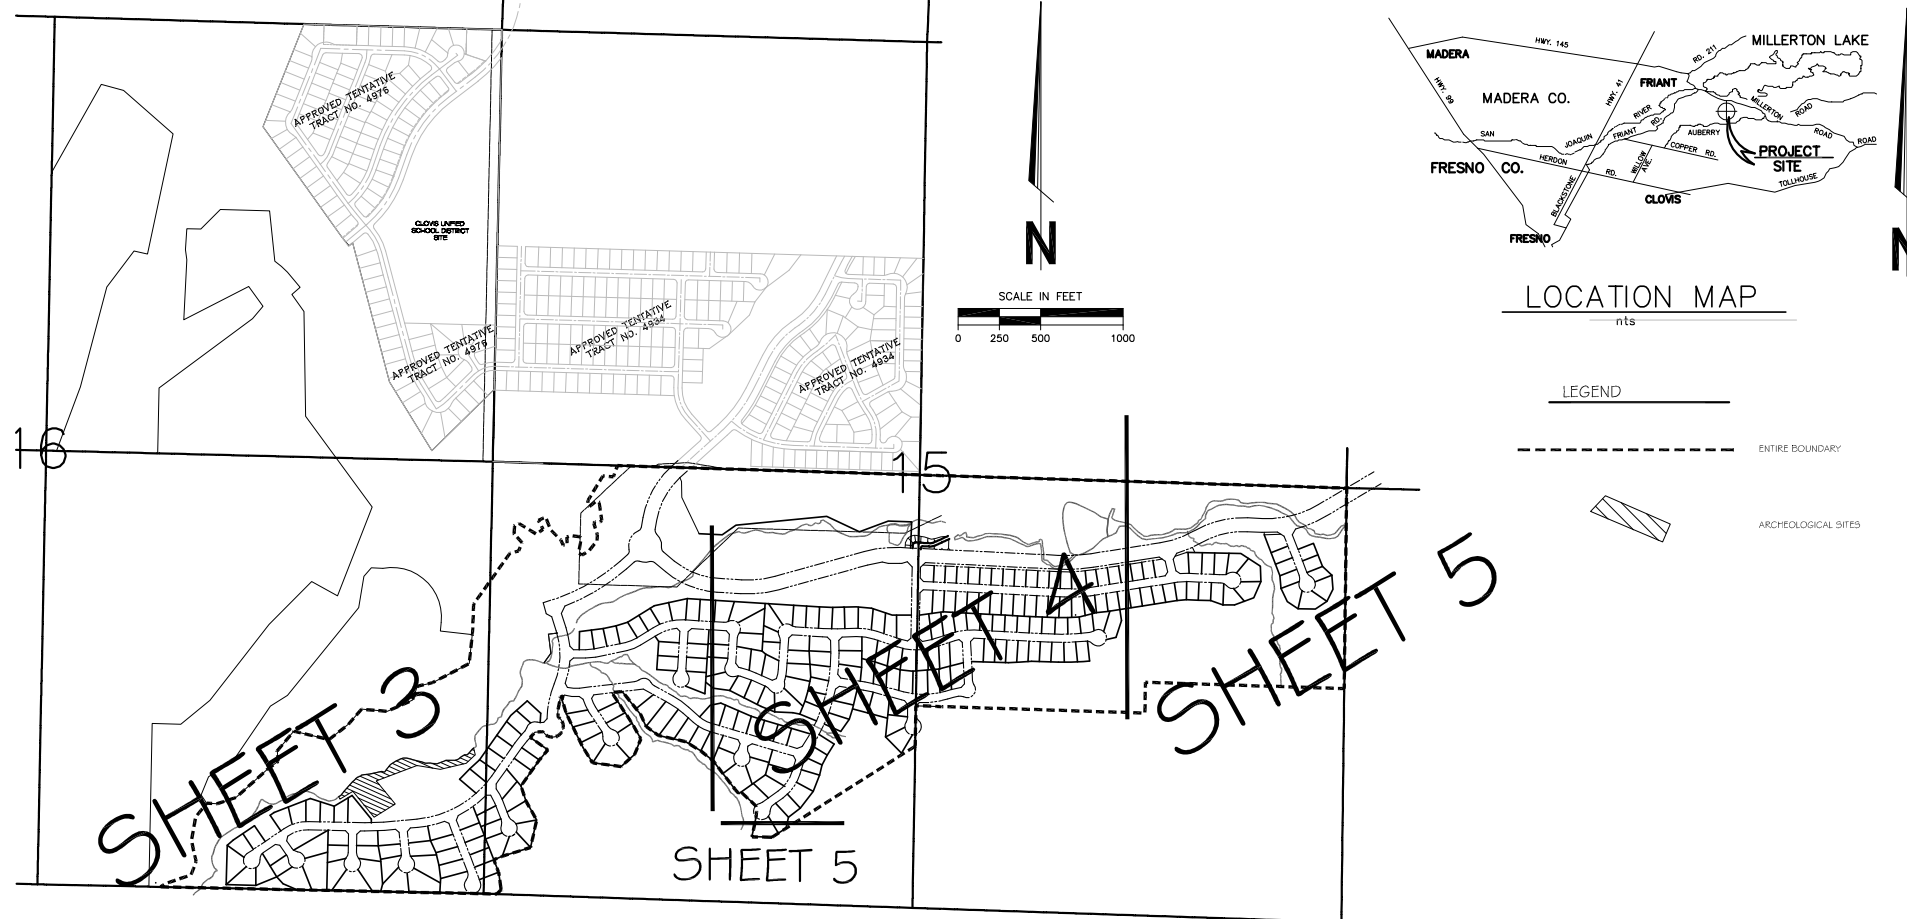 APPROVED TENTATIVE
TRACT NO. 4976
CLOVIS UNIFIED
SCHOOL DISTRICT
SITE
APPROVED TENTATIVE
TRACT NO. 4976
APPROVED TENTATIVE
TRACT NO. 4934
APPROVED TENTATIVE
TRACT NO. 4934
16
15
N
SCALE IN FEET
0 250 500 1000
SHEET 3
SHEET 4
SHEET 5
SHEET 5
MADERA
HWY. 145
RD. 211
MILLERTON LAKE
HWY. 99
MADERA CO.
HWY. 41
FRIANT
SAN
JOAQUIN
RIVER
FRIANT
RD.
MILLERTON
ROAD
AUBERRY
ROAD
ROAD
COPPER RD.
PROJECT
SITE
FRESNO CO.
HERDON
RD.
WILLOW
AVE.
TOLLHOUSE
BLACKSTONE
CLOVIS
FRESNO
LOCATION MAP
nts
LEGEND
ENTIRE BOUNDARY
ARCHEOLOGICAL SITES